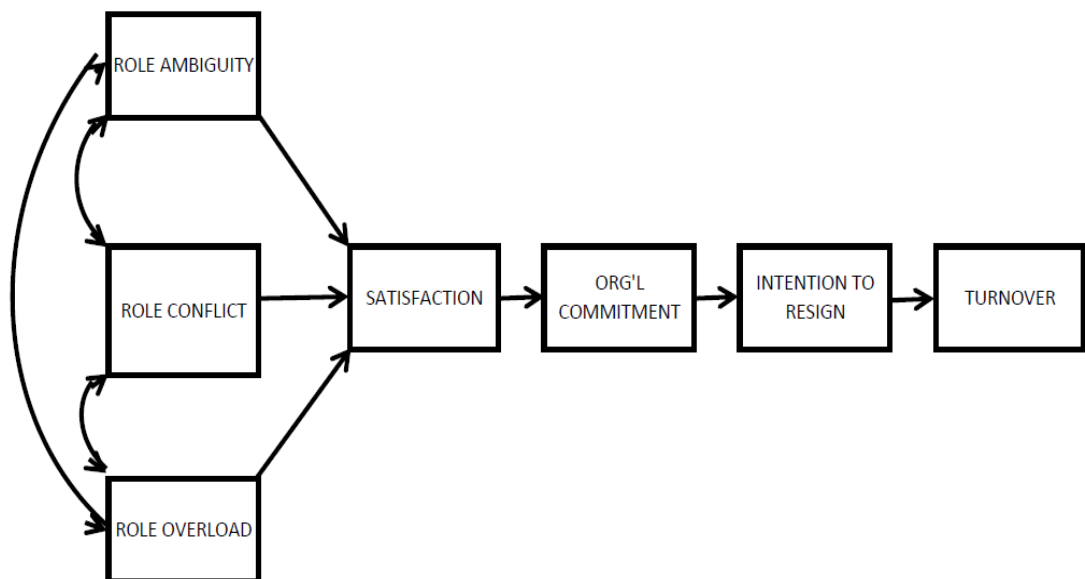 ROLE AMBIGUITY
ROLE CONFLICT
ROLE OVERLOAD
SATISFACTION
ORG'L
COMMITMENT
INTENTION TO
RESIGN
TURNOVER